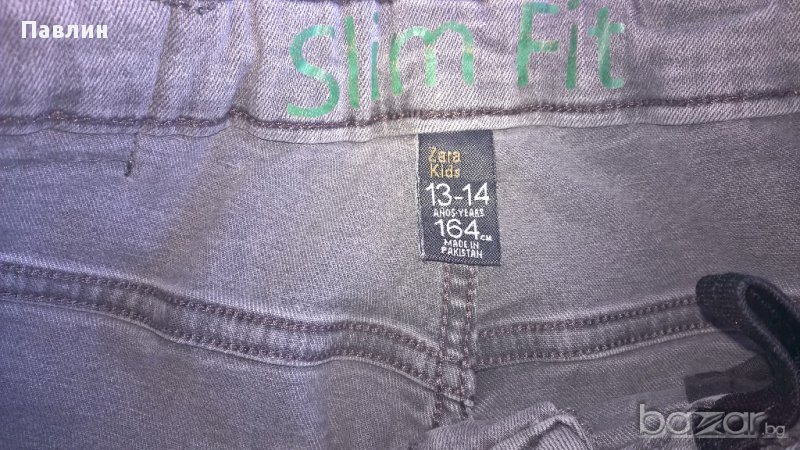 Павлин
Slim Fit
Zara
Kids
13-14
AÑOS-YEARS
164CM
MADE IN
PAKISTAN
bazar.bg